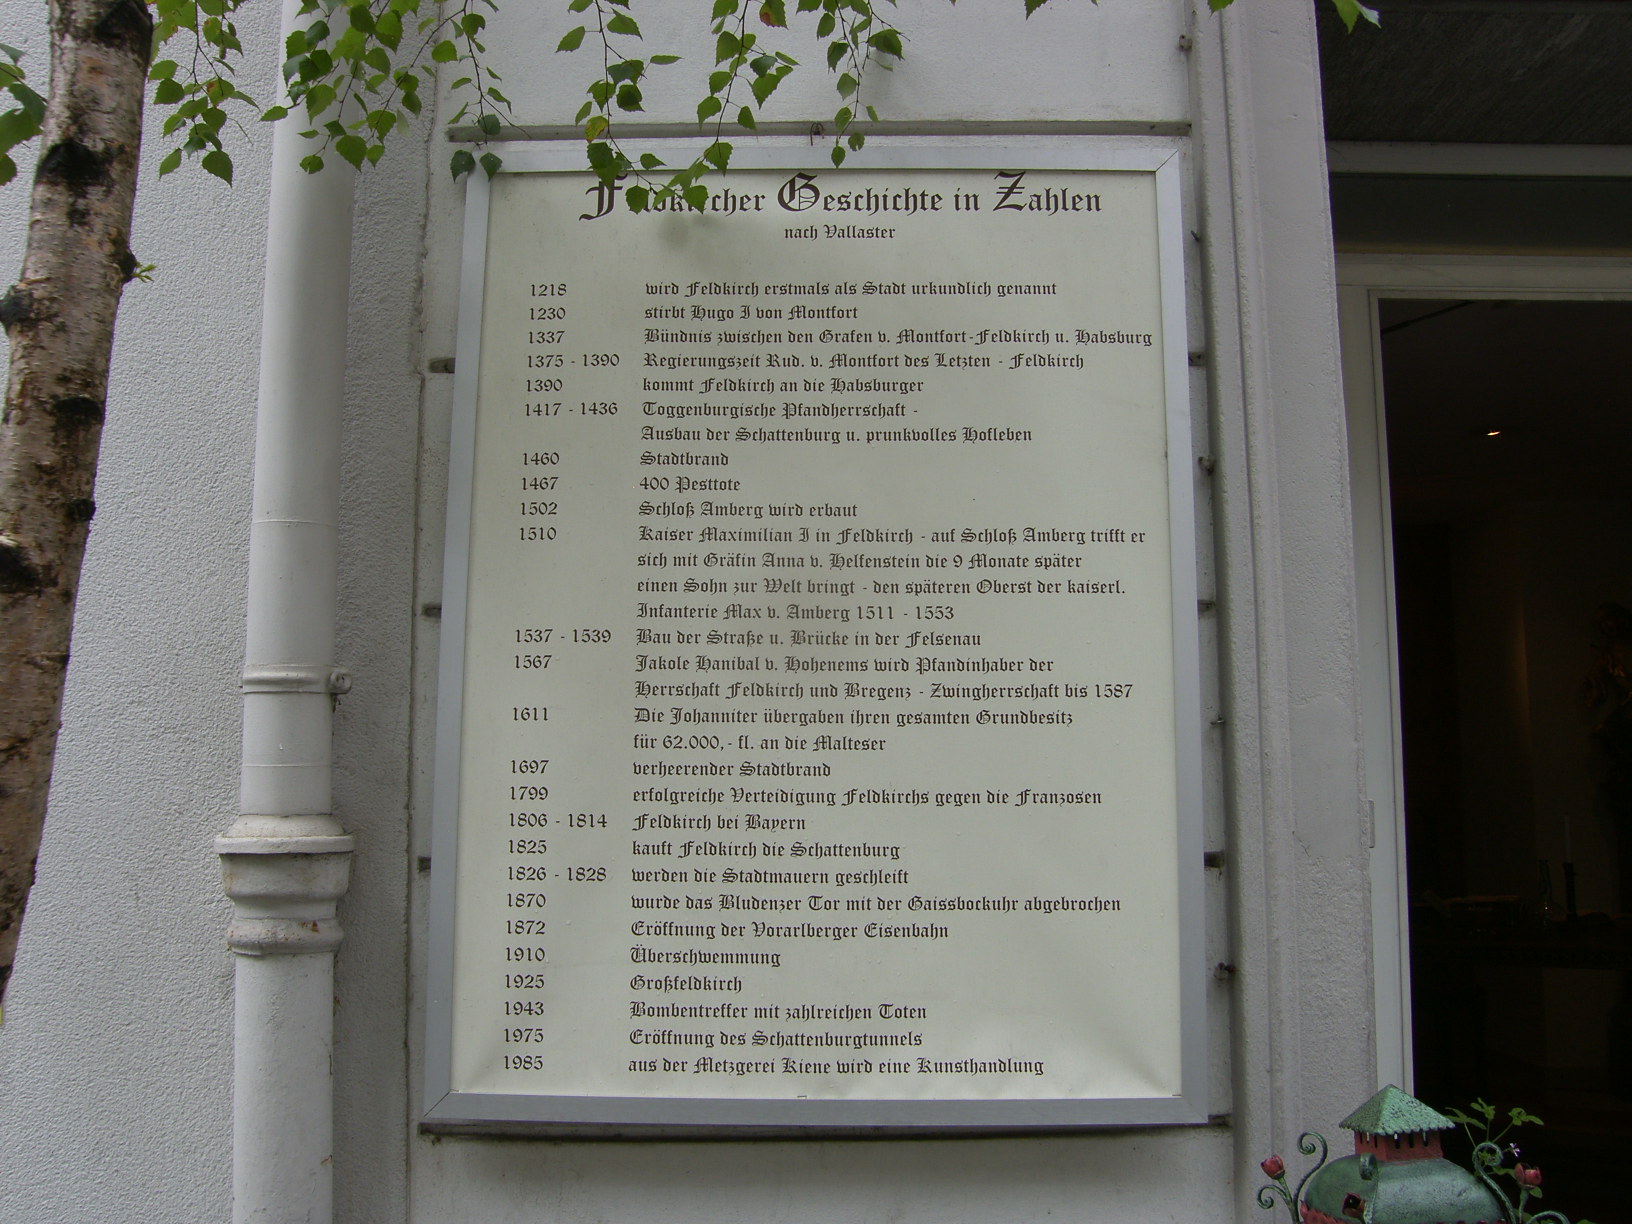 Feldkircher Geschichte in Zahlen
nach Vallaster
1218 wird Feldkirch erstmals als Stadt urkundlich genannt
1230 stirbt Hugo I von Montfort
1337 Bündnis zwischen den Grafen v. Montfort-Feldkirch u. Habsburg
1375 - 1390 Regierungszeit Rud. v. Montfort des Letzten - Feldkirch
1390 kommt Feldkirch an die Habsburger
1417 - 1436 Toggenburgische Pfandherrschaft -
Ausbau der Schattenburg u. prunkvolles Hofleben
1460 Stadtbrand
1467 400 Pesttote
1502 Schloß Amberg wird erbaut
1510 Kaiser Maximilian I in Feldkirch - auf Schloß Amberg trifft er
sich mit Gräfin Anna v. Helfenstein die 9 Monate später
einen Sohn zur Welt bringt - den späteren Oberst der kaiserl.
Infanterie Max v. Amberg 1511 - 1553
1537 - 1539 Bau der Straße u. Brücke in der Felsenau
1567 Jakole Hanibal v. Hohenems wird Pfandinhaber der
Herrschaft Feldkirch und Bregenz - Zwingherrschaft bis 1587
1611 Die Johanniter übergaben ihren gesamten Grundbesitz
für 62.000,- fl. an die Malteser
1697 verheerender Stadtbrand
1799 erfolgreiche Verteidigung Feldkirchs gegen die Franzosen
1806 - 1814 Feldkirch bei Bayern
1825 kauft Feldkirch die Schattenburg
1826 - 1828 werden die Stadtmauern geschleift
1870 wurde das Bludenzer Tor mit der Gaissbockuhr abgebrochen
1872 Eröffnung der Vorarlberger Eisenbahn
1910 Überschwemmung
1925 Großfeldkirch
1943 Bombentreffer mit zahlreichen Toten
1975 Eröffnung des Schattenburgtunnels
1985 aus der Metzgerei Kiene wird eine Kunsthandlung